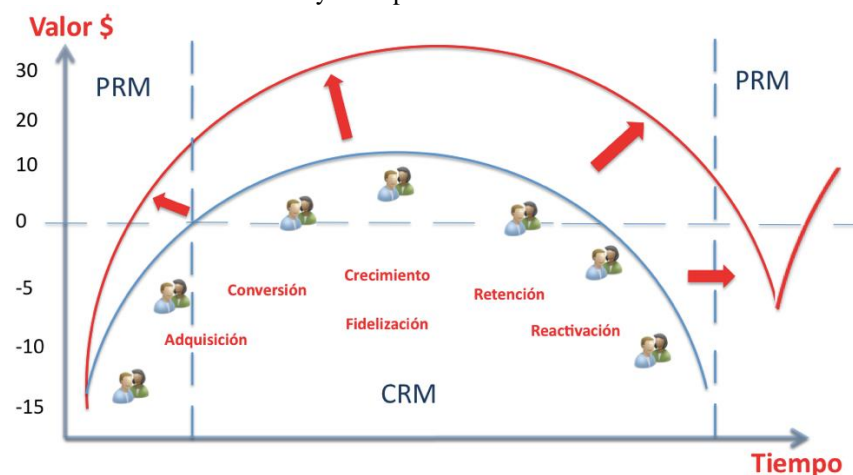 y
Valor $
30
PRM
PRM
20
10
0
-5
Conversión
Crecimiento
Retención
Adquisición
Fidelización
Reactivación
-10
CRM
-15
Tiempo